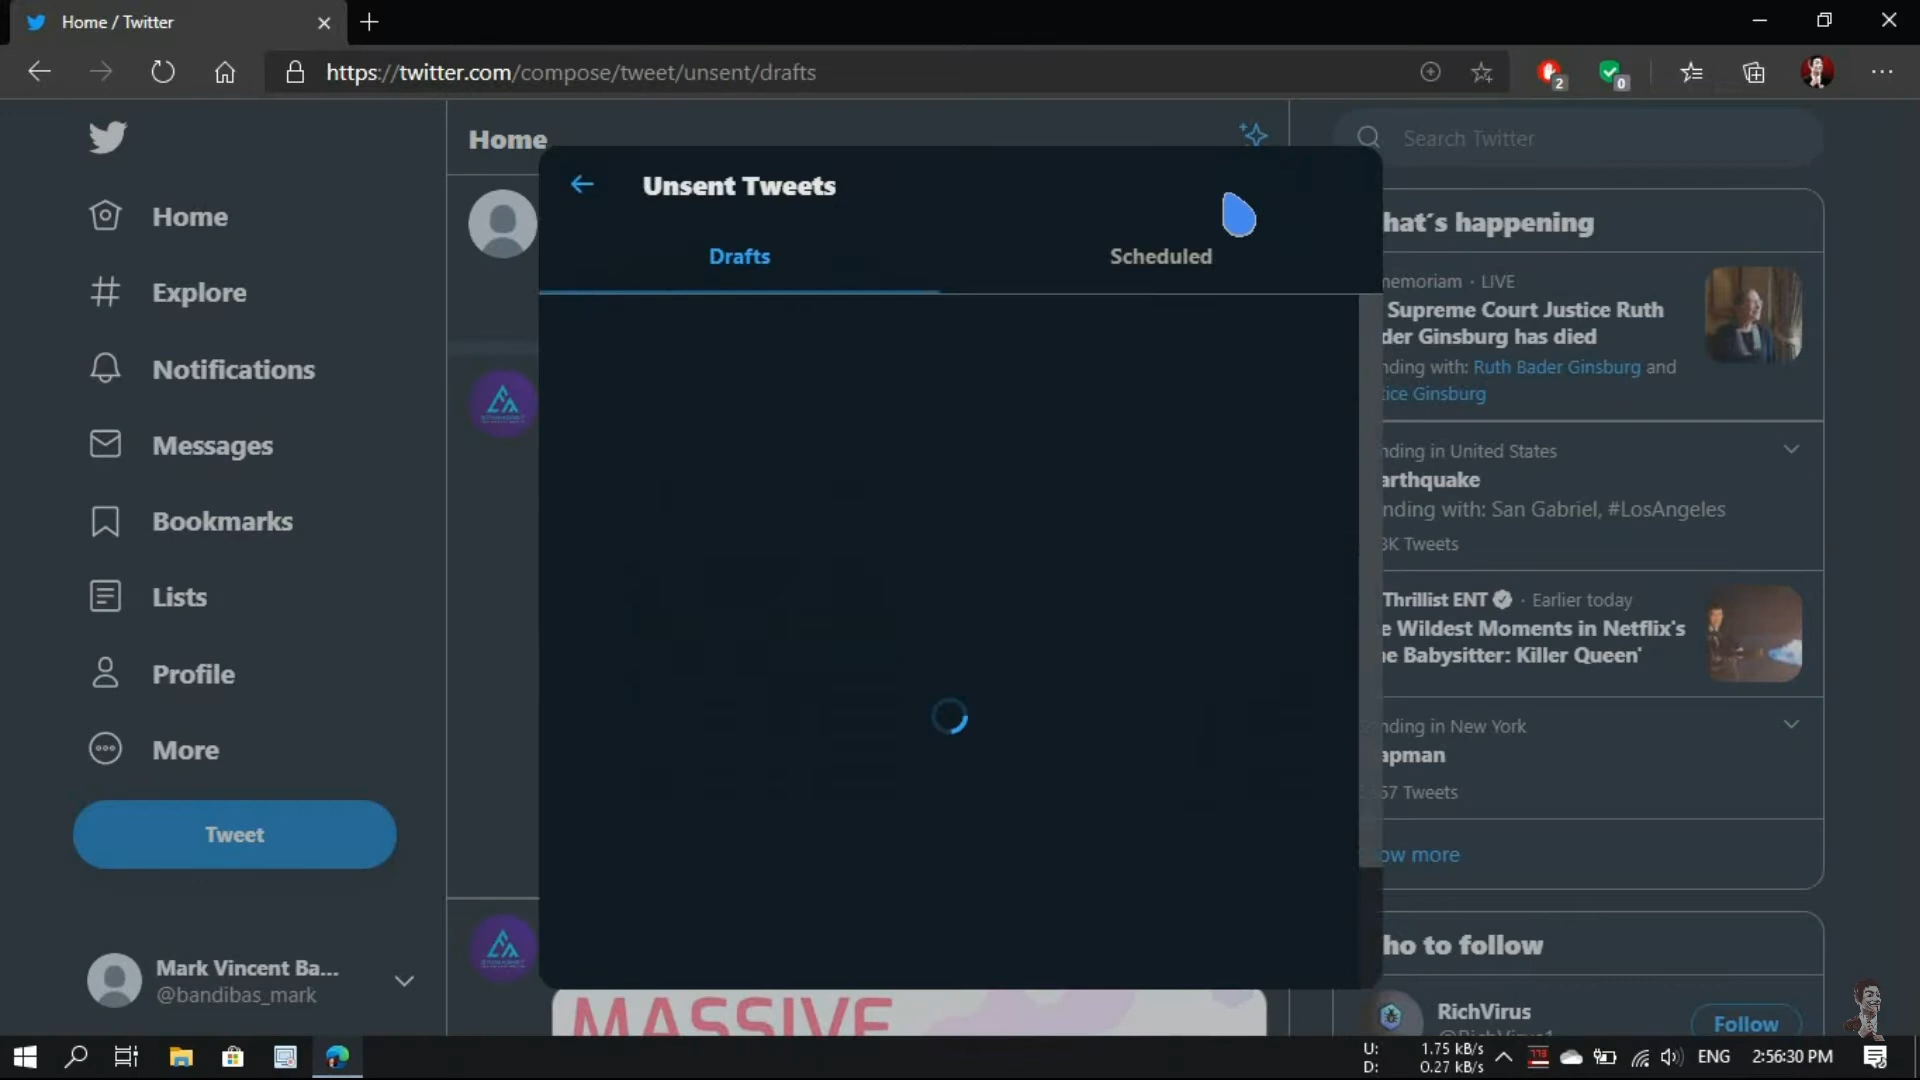 Home / Twitter
https://twitter.com/compose/tweet/unsent/drafts
2
0
Home
Explore
Notifications
Messages
Bookmarks
Lists
Profile
More
Tweet
Mark Vincent Ba...
@bandibas_mark
Home
Unsent Tweets
Drafts
Scheduled
MASSIVE
Search Twitter
hat's happening
memoriam · LIVE
Supreme Court Justice Ruth
der Ginsburg has died
nding with: Ruth Bader Ginsburg and
ice Ginsburg
nding in United States
arthquake
nding with: San Gabriel, #LosAngeles
3K Tweets
Thrillist ENT · Earlier today
e Wildest Moments in Netflix's
he Babysitter: Killer Queen'
nding in New York
apman
57 Tweets
ow more
ho to follow
RichVirus
Follow
U: 1.75 kB/s
D: 0.27 kB/s
ENG
2:56:30 PM